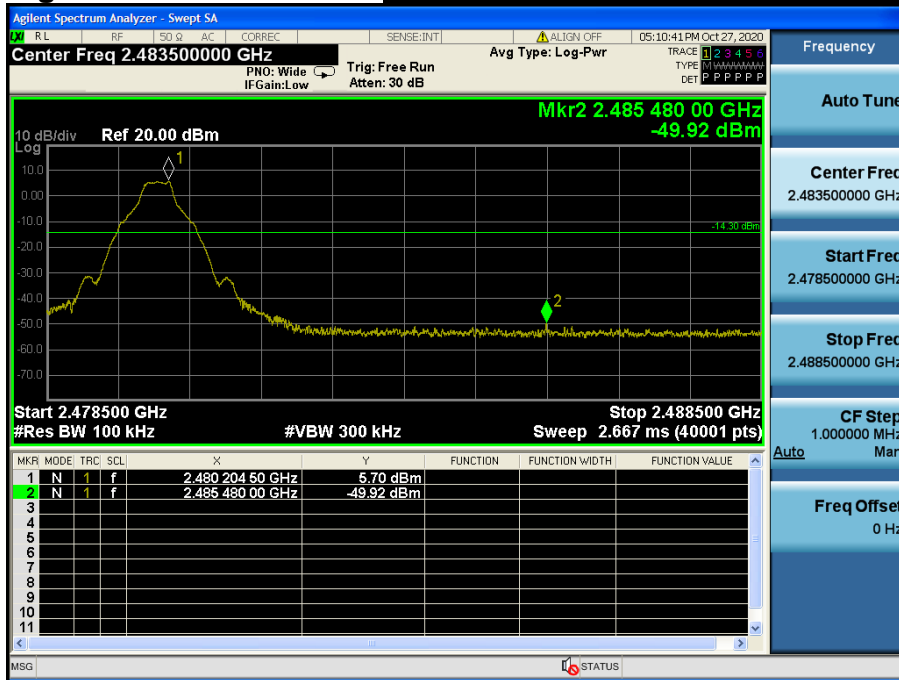 Agilent Spectrum Analyzer - Swept SA
LXI RL RF 50 Ω AC CORREC SENSE:INT ALIGN OFF 05:10:41PM Oct 27, 2020
Center Freq 2.483500000 GHz
PNO: Wide
IFGain:Low
Trig: Free Run
Atten: 30 dB
Avg Type: Log-Pwr
TRACE 1 2 3 4 5 6
TYPE M WWWWW
DET P P P P P P
Mkr2 2.485 480 00 GHz
-49.92 dBm
10 dB/div Ref 20.00 dBm
Log
10.0
0.00
-10.0
-20.0
-30.0
-40.0
-50.0
-60.0
-70.0
1
-14.30 dBm
2
Start 2.478500 GHz Stop 2.488500 GHz
#Res BW 100 kHz #VBW 300 kHz Sweep 2.667 ms (40001 pts)
MKR MODE TRC SCL X Y FUNCTION FUNCTION WIDTH FUNCTION VALUE
1 N 1 f 2.480 204 50 GHz 5.70 dBm
2 N 1 f 2.485 480 00 GHz -49.92 dBm
3
4
5
6
7
8
9
10
11
MSG STATUS
Frequency
Auto Tune
Center Freq
2.483500000 GHz
Start Freq
2.478500000 GHz
Stop Freq
2.488500000 GHz
CF Step
1.000000 MHz
Auto Man
Freq Offset
0 Hz